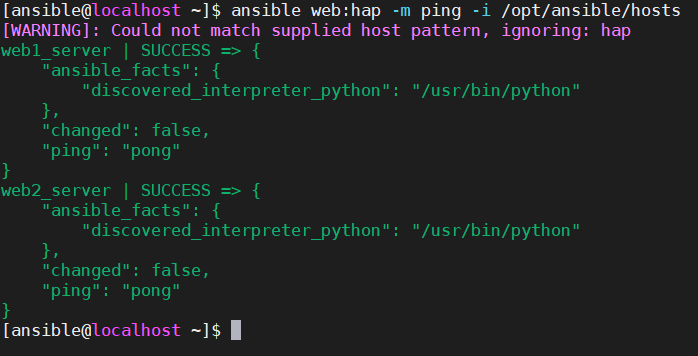 [ansible@localhost ~]$ ansible web:hap -m ping -i /opt/ansible/hosts
[WARNING]: Could not match supplied host pattern, ignoring: hap
web1_server | SUCCESS => {
    "ansible_facts": {
        "discovered_interpreter_python": "/usr/bin/python"
    },
    "changed": false,
    "ping": "pong"
}
web2_server | SUCCESS => {
    "ansible_facts": {
        "discovered_interpreter_python": "/usr/bin/python"
    },
    "changed": false,
    "ping": "pong"
}
[ansible@localhost ~]$